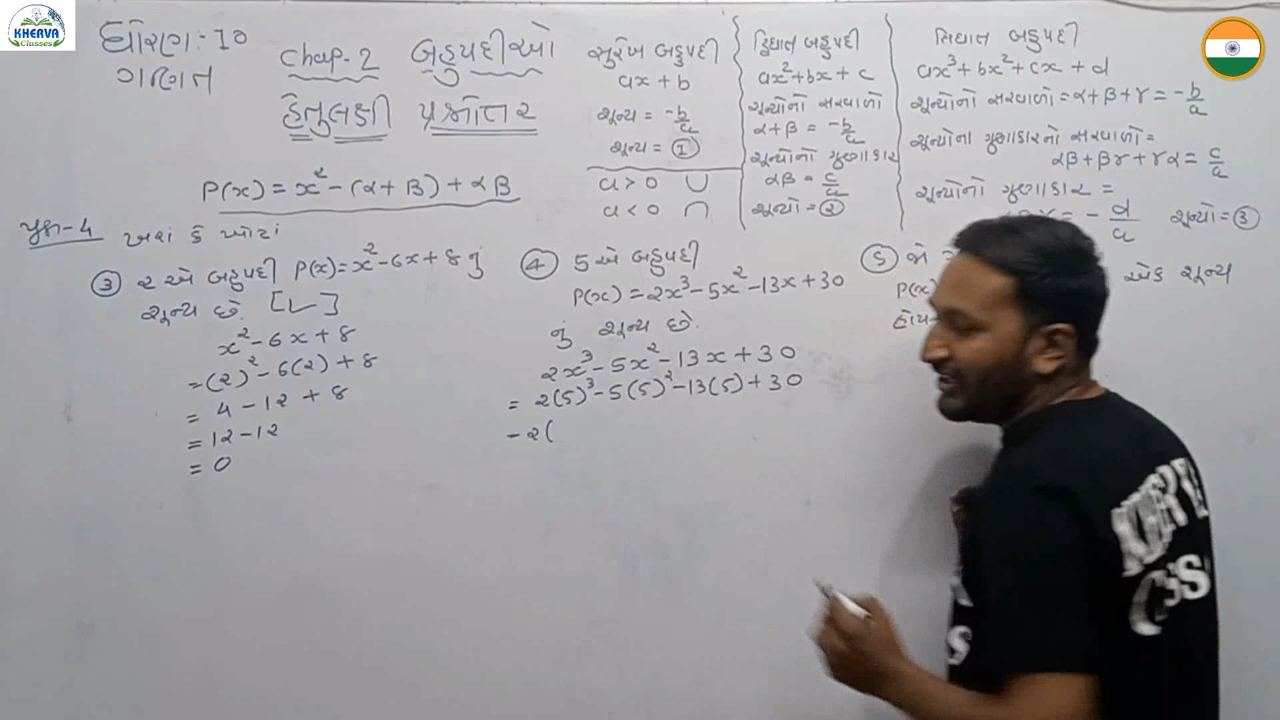 KHERVA
Classes
ધોરણ:-10
ગણિત
Chap-2 બહુપદીઓ
હેતુલક્ષી પ્રશ્નોત્તર
P(x) = x² - (α + β) + αβ
સુરેખ બહુપદી
ax + b
શૂન્ય = -b/a
શૂન્ય = ①
a > 0 ∪
a < 0 ∩
દ્વિઘાત બહુપદી
ax² + bx + c
શૂન્યોનો સરવાળો
α + β = -b/a
શૂન્યોનો ગુણાકાર
αβ = c/a
શૂન્યો = ②
ત્રિઘાત બહુપદી
ax³ + bx² + cx + d
શૂન્યોનો સરવાળો = α + β + γ = -b/a
શૂન્યોના ગુણાકારનો સરવાળો =
αβ + βγ + γα = c/a
શૂન્યોનો ગુણાકાર =
= - d/a શૂન્યો = ③
પ્રશ્ન-4 ખરાં કે ખોટાં
③ ૨ એ બહુપદી P(x) = x² - 6x + 8 નું
શૂન્ય છે. [✓]
x² - 6x + 8
= (2)² - 6(2) + 8
= 4 - 12 + 8
= 12 - 12
= 0
④ 5 એ બહુપદી
P(x) = 2x³ - 5x² - 13x + 30
નું શૂન્ય છે.
2x³ - 5x² - 13x + 30
= 2(5)³ - 5(5)² - 13(5) + 30
- 2(
⑤ જો
એક શૂન્ય
P(x)
હોય
KHERVA